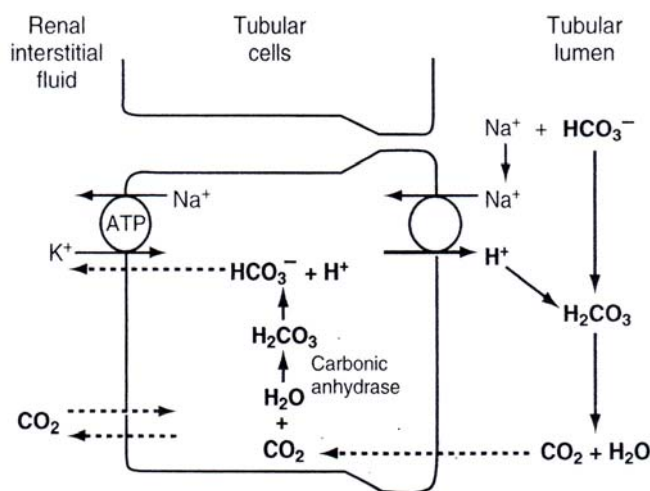 Renal
interstitial
fluid
Tubular
cells
Tubular
lumen
Na⁺ + HCO₃⁻
Na⁺
Na⁺
ATP
K⁺
H⁺
HCO₃⁻ + H⁺
H₂CO₃
H₂CO₃
Carbonic
anhydrase
H₂O
+
CO₂
CO₂
CO₂ + H₂O